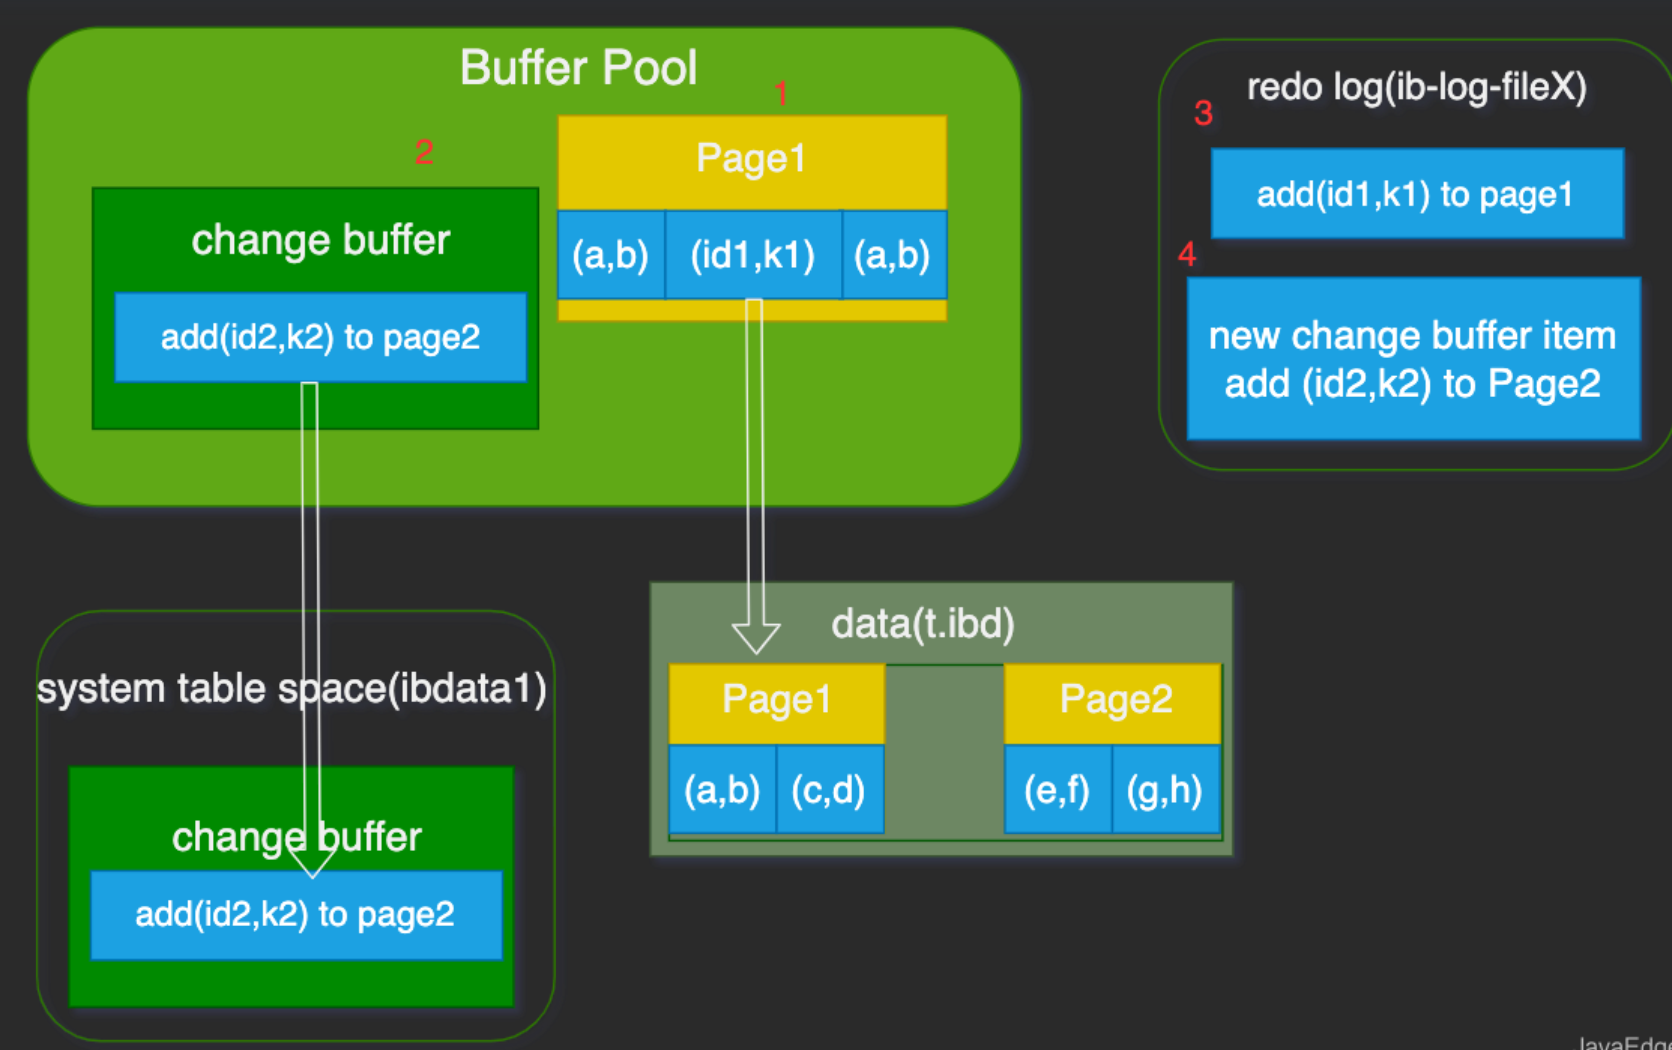 Buffer Pool
1
Page1
(a,b) (id1,k1) (a,b)
2
change buffer
add(id2,k2) to page2
redo log(ib-log-fileX)
3
add(id1,k1) to page1
4
new change buffer item
add (id2,k2) to Page2
system table space(ibdata1)
change buffer
add(id2,k2) to page2
data(t.ibd)
Page1
(a,b) (c,d)
Page2
(e,f) (g,h)
JavaEdge